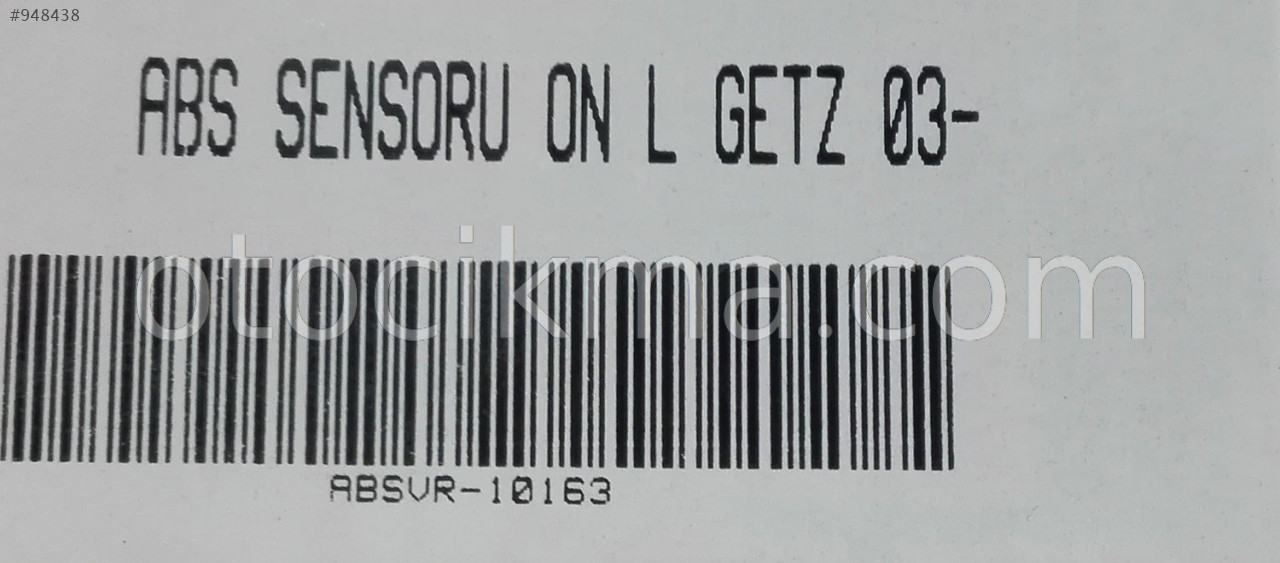 #948438
ABS SENSORU ON L GETZ 03-
otocikma.com
ABSVR-10163